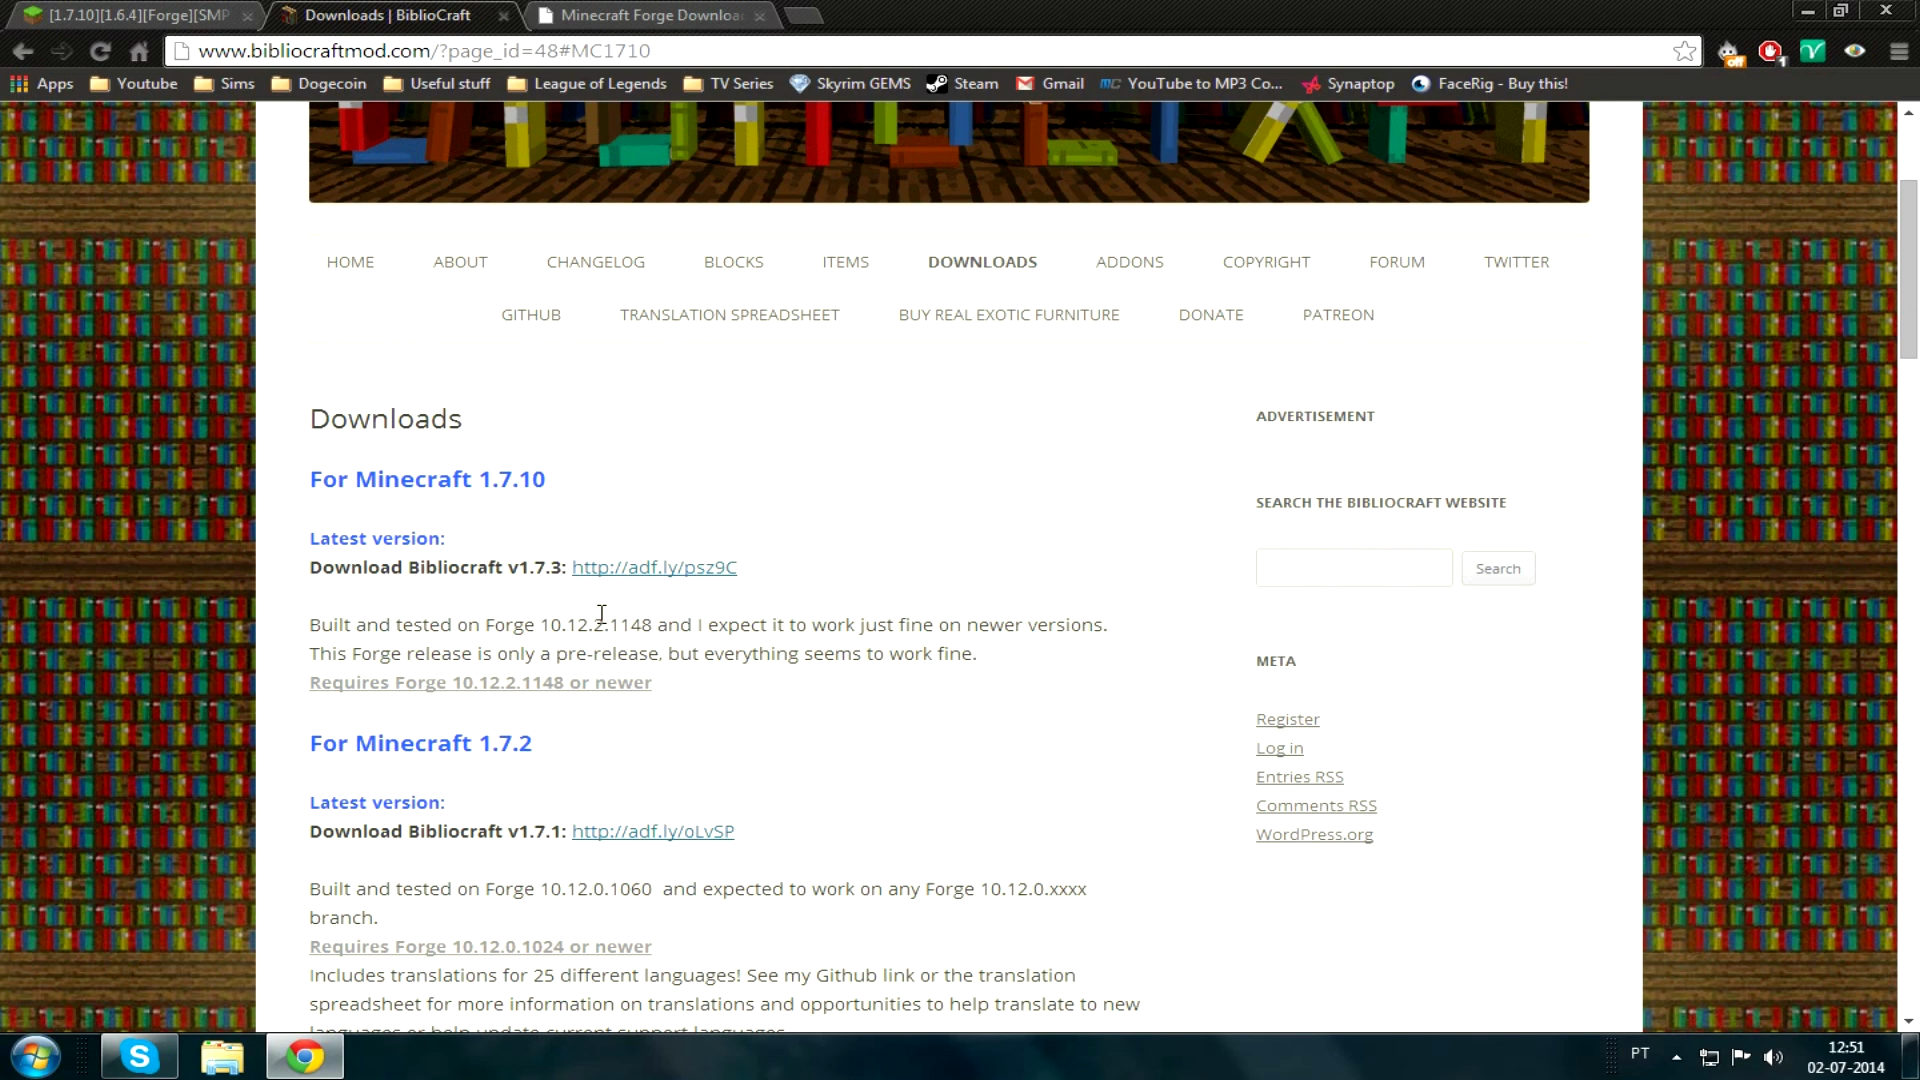 [1.7.10][1.6.4][Forge][SMP
Downloads | BiblioCraft
Minecraft Forge Downloa
www.bibliocraftmod.com/?page_id=48#MC1710
off
1
Apps
Youtube
Sims
Dogecoin
Useful stuff
League of Legends
TV Series
Skyrim GEMS
Steam
Gmail
YouTube to MP3 Co...
Synaptop
FaceRig - Buy this!
HOME ABOUT CHANGELOG BLOCKS ITEMS DOWNLOADS ADDONS COPYRIGHT FORUM TWITTER
GITHUB TRANSLATION SPREADSHEET BUY REAL EXOTIC FURNITURE DONATE PATREON
Downloads
For Minecraft 1.7.10
Latest version:
Download Bibliocraft v1.7.3: http://adf.ly/psz9C
Built and tested on Forge 10.12.2.1148 and I expect it to work just fine on newer versions.
This Forge release is only a pre-release, but everything seems to work fine.
Requires Forge 10.12.2.1148 or newer
For Minecraft 1.7.2
Latest version:
Download Bibliocraft v1.7.1: http://adf.ly/oLvSP
Built and tested on Forge 10.12.0.1060 and expected to work on any Forge 10.12.0.xxxx
branch.
Requires Forge 10.12.0.1024 or newer
Includes translations for 25 different languages! See my Github link or the translation
spreadsheet for more information on translations and opportunities to help translate to new
languages or help update current support languages
ADVERTISEMENT
SEARCH THE BIBLIOCRAFT WEBSITE
Search
META
Register
Log in
Entries RSS
Comments RSS
WordPress.org
PT
12:51
02-07-2014